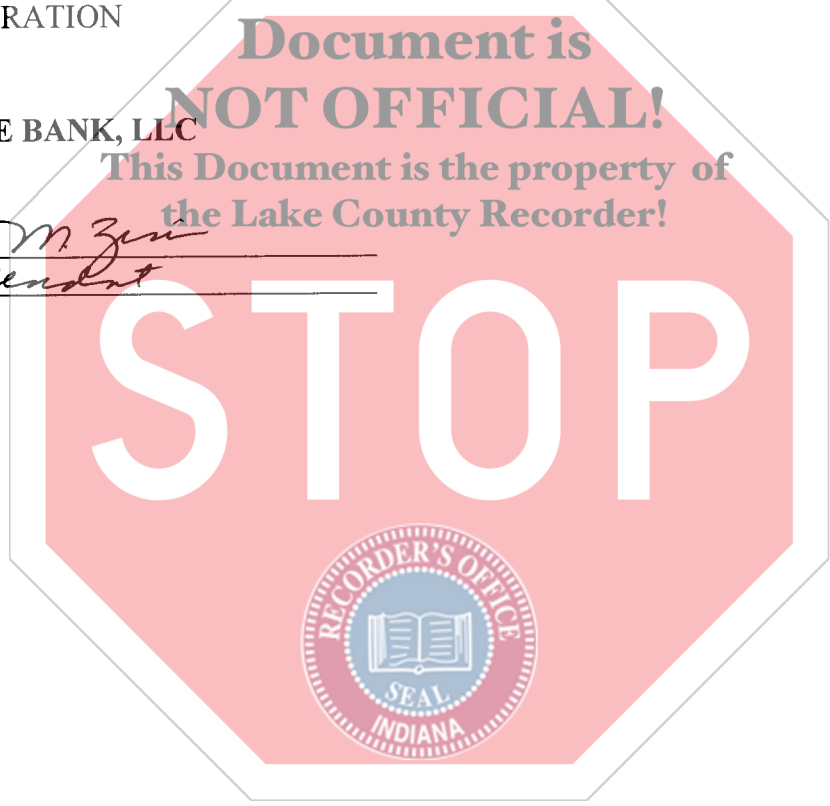 RATION
Document is
NOT OFFICIAL!
E BANK, LLC
This Document is the property of
the Lake County Recorder!
M.
STOP
RECORDER'S OFFICE
SEAL
INDIANA